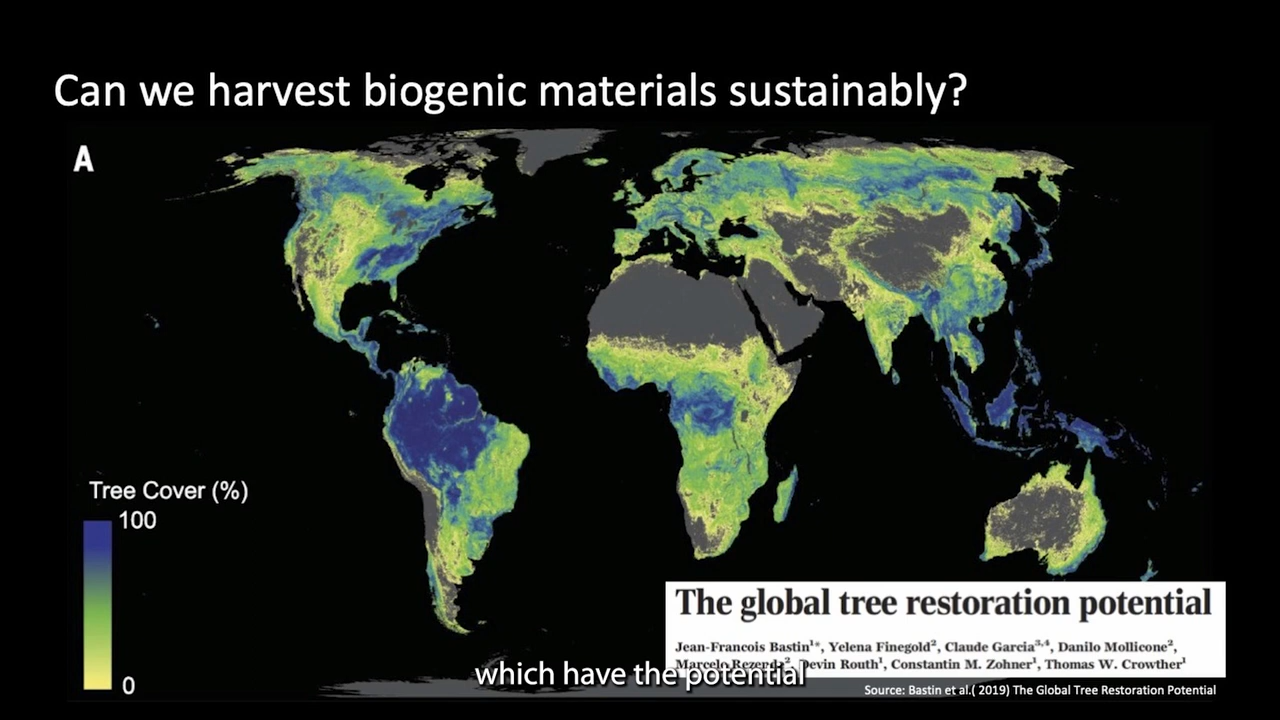 Can we harvest biogenic materials sustainably?
A
Tree Cover (%)
100
0
The global tree restoration potential
Jean-Francois Bastin¹*, Yelena Finegold², Claude Garcia³,⁴, Danilo Mollicone²,
Marcelo Rezende², Devin Routh¹, Constantin M. Zohner¹, Thomas W. Crowther¹
which have the potential
Source: Bastin et al.( 2019) The Global Tree Restoration Potential